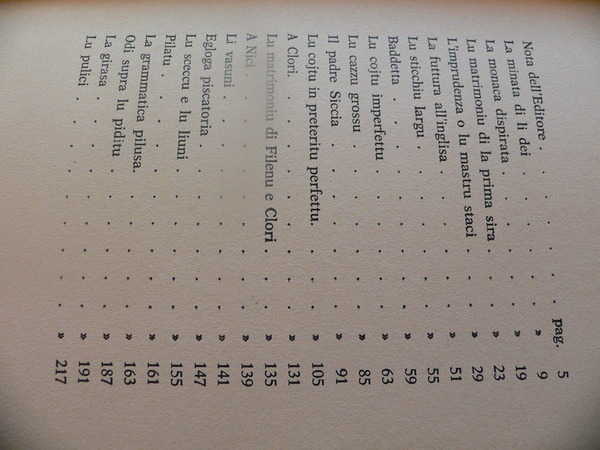 Nota dell'Editore . . . . . . pag. 5
La minata di li dei . . . . . . » 9
La monaca dispirata . . . . . . » 19
Lu matrimoniu di la prima sira . . . . » 23
L'imprudenza o lu mastru staci . . . . » 29
La futtura all'inglisa . . . . . . » 51
Lu sticchiu largu . . . . . . . » 55
Baddetta . . . . . . . . » 59
Lu cojtu imperfettu . . . . . . » 63
Lu cazzu grossu . . . . . . . » 85
Il padre Siccia . . . . . . . » 91
Lu cojtu in preteritu perfettu. . . . . » 105
A Clori. . . . . . . . . » 131
Lu matrimoniu di Filenu e Clori . . . . » 135
A Nici . . . . . . . . . » 139
Li vasuni . . . . . . . . » 141
Egloga piscatoria . . . . . . . » 147
Lu sceccu e lu liuni . . . . . . » 155
Pilatu . . . . . . . . . » 161
La grammatica pilusa. . . . . . » 163
Odi supra lu piditu . . . . . . » 187
La girasa . . . . . . . . » 191
Lu pulici . . . . . . . . » 217